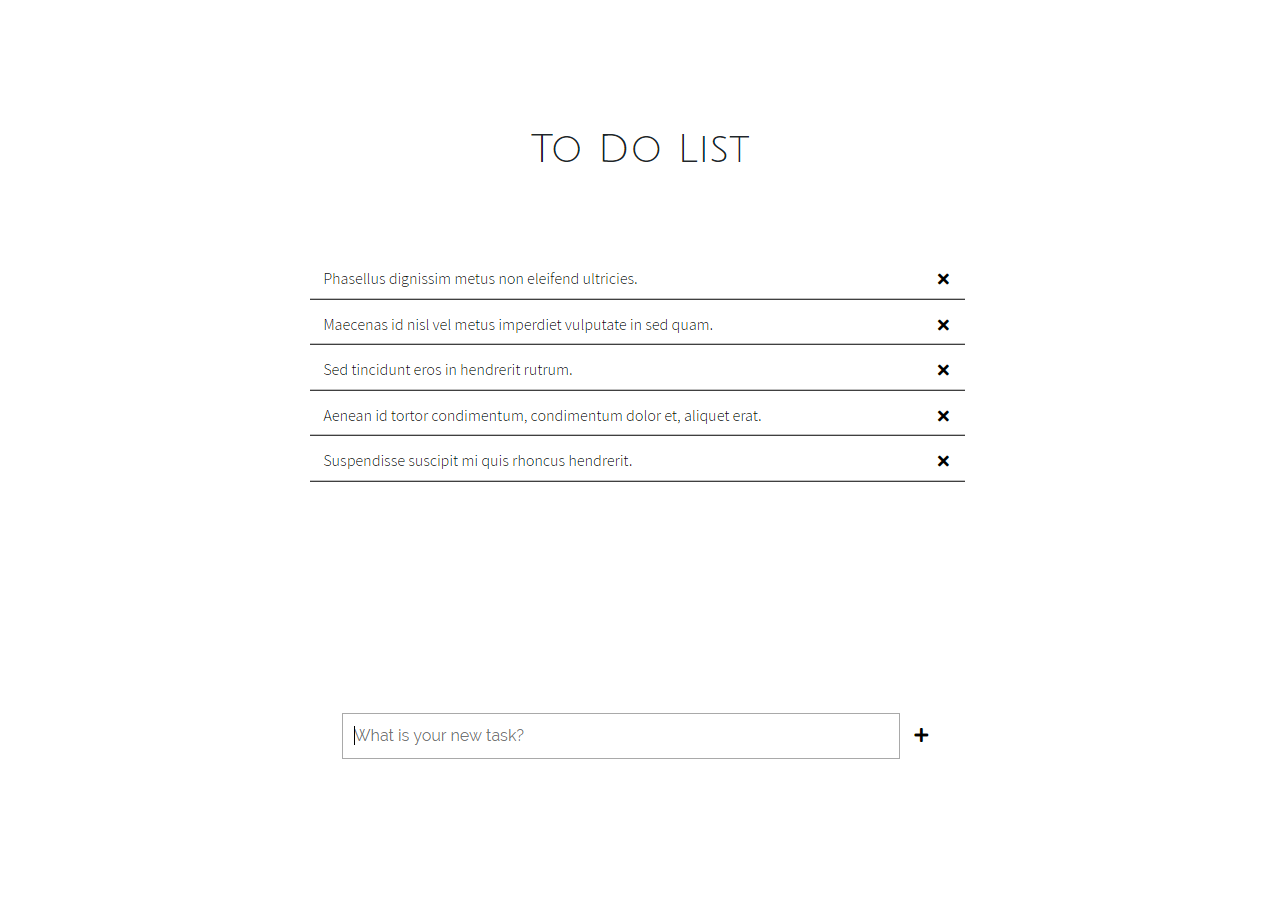 To Do List
Phasellus dignissim metus non eleifend ultricies.
Maecenas id nisl vel metus imperdiet vulputate in sed quam.
Sed tincidunt eros in hendrerit rutrum.
Aenean id tortor condimentum, condimentum dolor et, aliquet erat.
Suspendisse suscipit mi quis rhoncus hendrerit.
What is your new task?